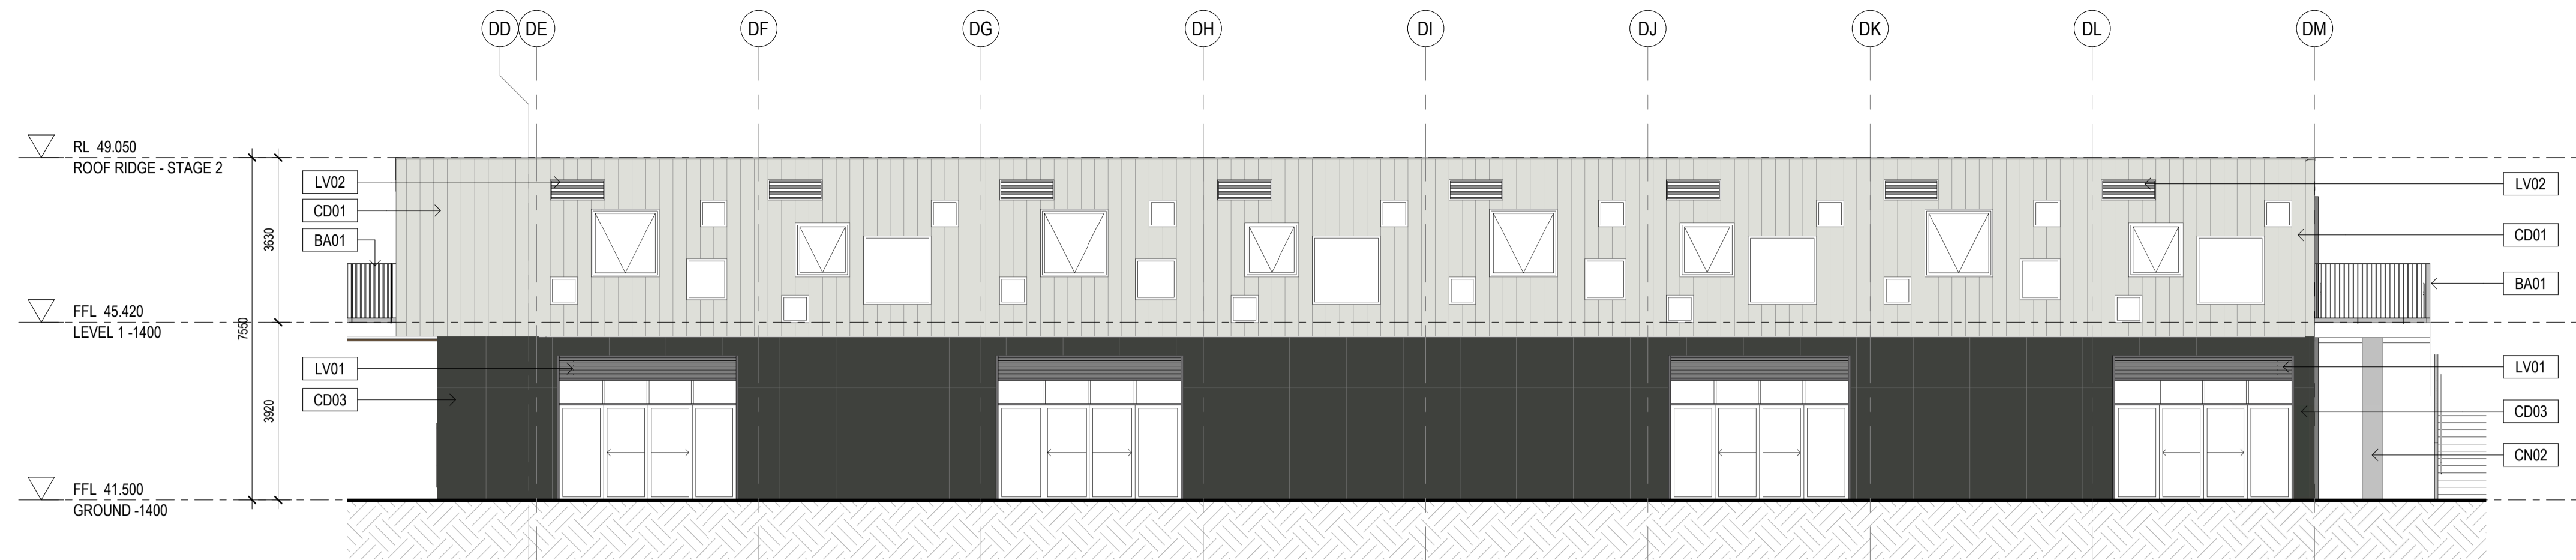 DD
DE
DF
DG
DH
DI
DJ
DK
DL
DM
RL 49.050
ROOF RIDGE - STAGE 2
LV02
CD01
BA01
3630
FFL 45.420
LEVEL 1 -1400
7550
LV01
CD03
3920
FFL 41.500
GROUND -1400
LV02
CD01
BA01
LV01
CD03
CN02